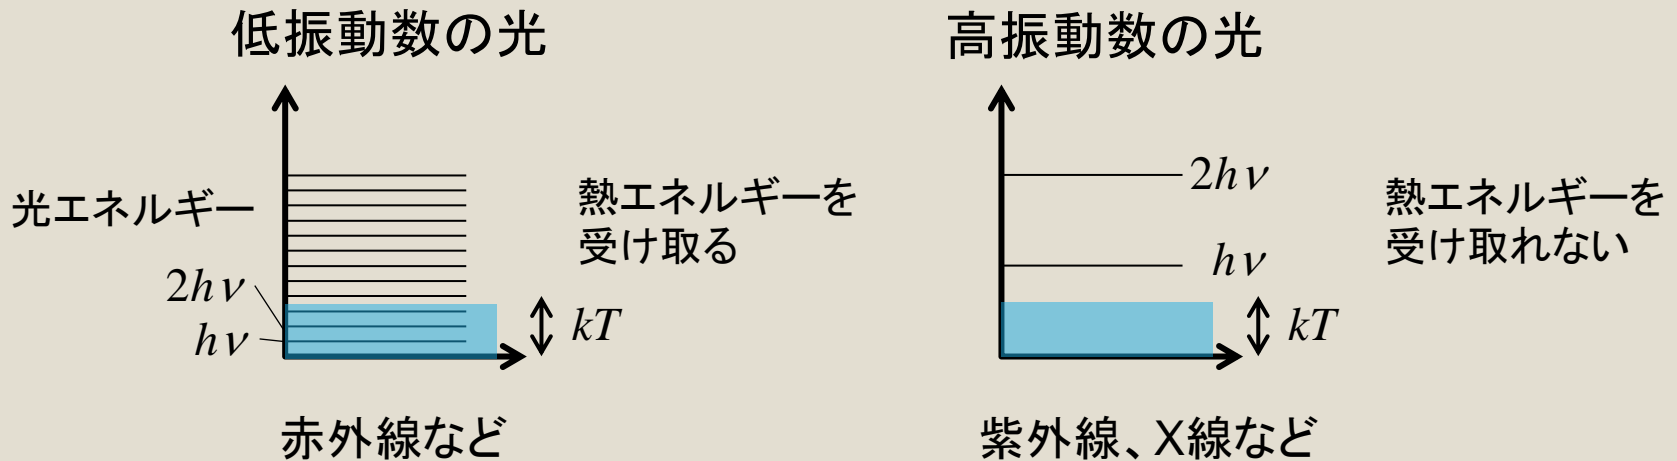 低振動数の光
光エネルギー
2hν
hν
熱エネルギーを
受け取る
kT
赤外線など
高振動数の光
2hν
hν
熱エネルギーを
受け取れない
kT
紫外線、X線など